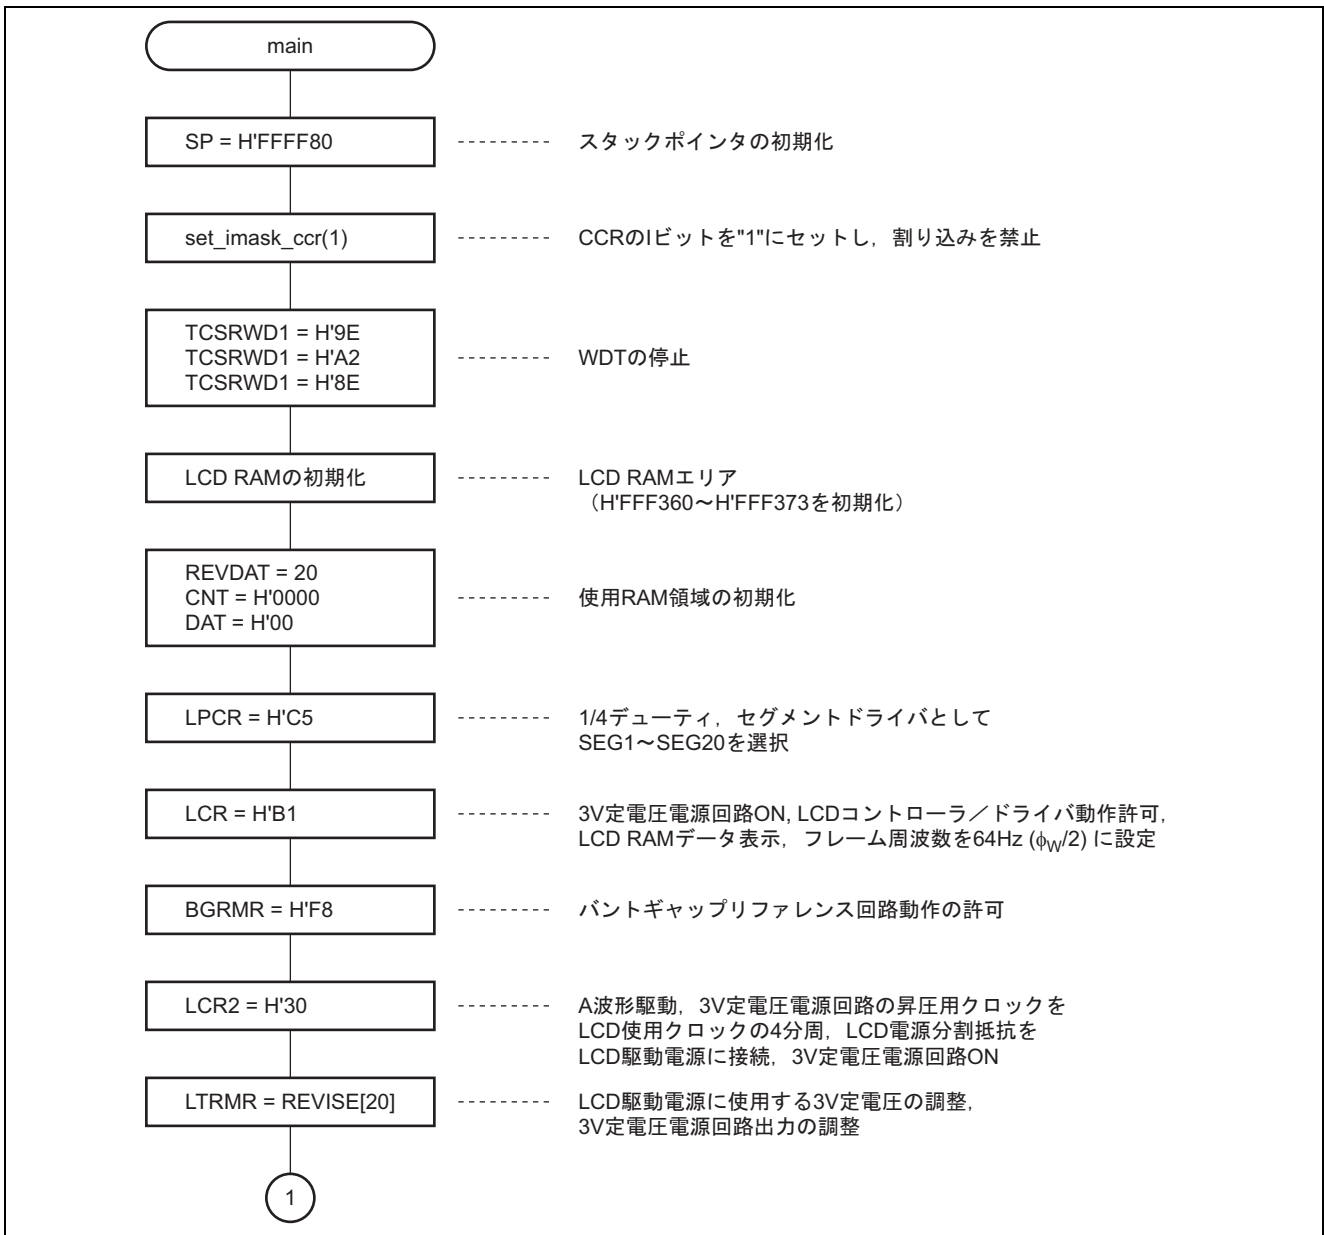 main
SP = H'FFFF80
スタックポインタの初期化
set_imask_ccr(1)
CCRのIビットを"1"にセットし，割り込みを禁止
TCSRWD1 = H'9E
TCSRWD1 = H'A2
TCSRWD1 = H'8E
WDTの停止
LCD RAMの初期化
LCD RAMエリア
（H'FFF360～H'FFF373を初期化）
REVDAT = 20
CNT = H'0000
DAT = H'00
使用RAM領域の初期化
LPCR = H'C5
1/4デューティ，セグメントドライバとして
SEG1～SEG20を選択
LCR = H'B1
3V定電圧電源回路ON, LCDコントローラ／ドライバ動作許可，
LCD RAMデータ表示，フレーム周波数を64Hz (ϕW/2) に設定
BGRMR = H'F8
バントギャップリファレンス回路動作の許可
LCR2 = H'30
A波形駆動，3V定電圧電源回路の昇圧用クロックを
LCD使用クロックの4分周，LCD電源分割抵抗を
LCD駆動電源に接続，3V定電圧電源回路ON
LTRMR = REVISE[20]
LCD駆動電源に使用する3V定電圧の調整，
3V定電圧電源回路出力の調整
1